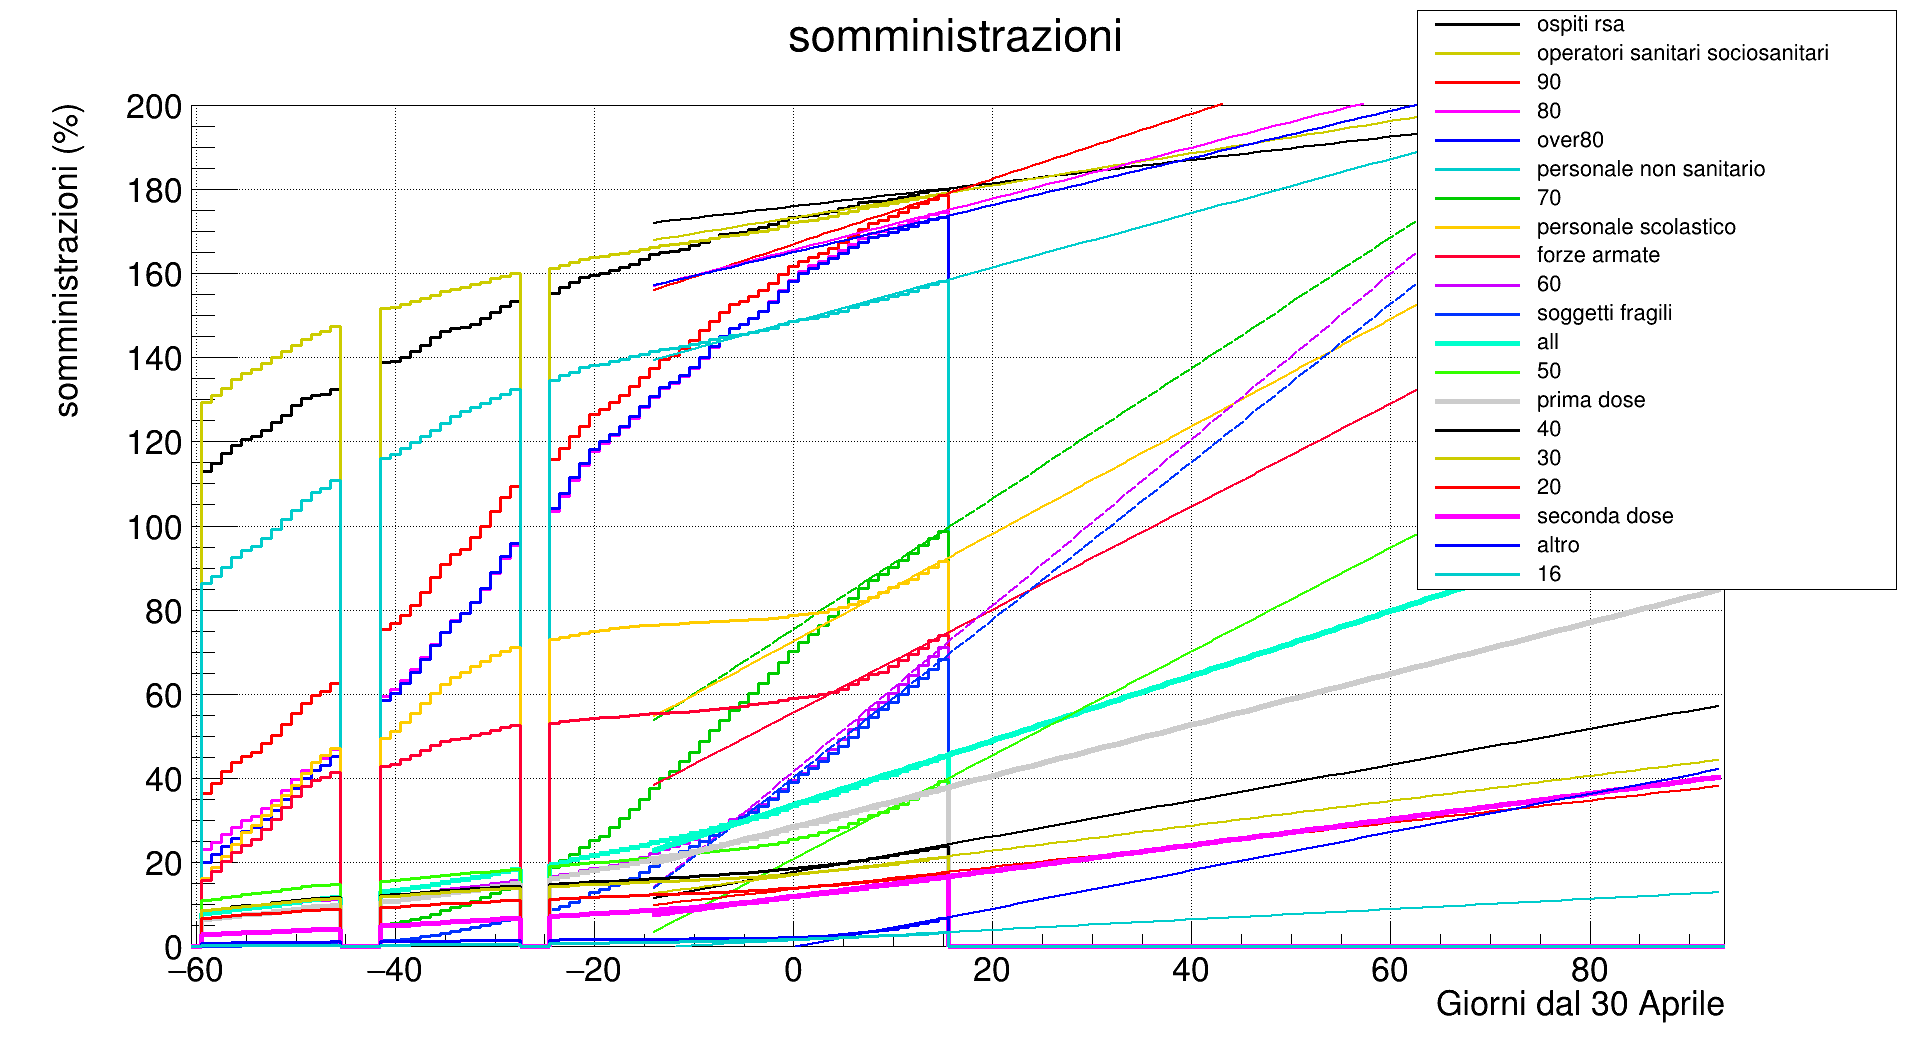 somministrazioni
ospiti rsa
operatori sanitari sociosanitari
90
80
over80
personale non sanitario
70
personale scolastico
forze armate
60
soggetti fragili
all
50
prima dose
40
30
20
seconda dose
altro
16
somministrazioni (%)
200
180
160
140
120
100
80
60
40
20
0
−60 −40 −20 0 20 40 60 80
Giorni dal 30 Aprile